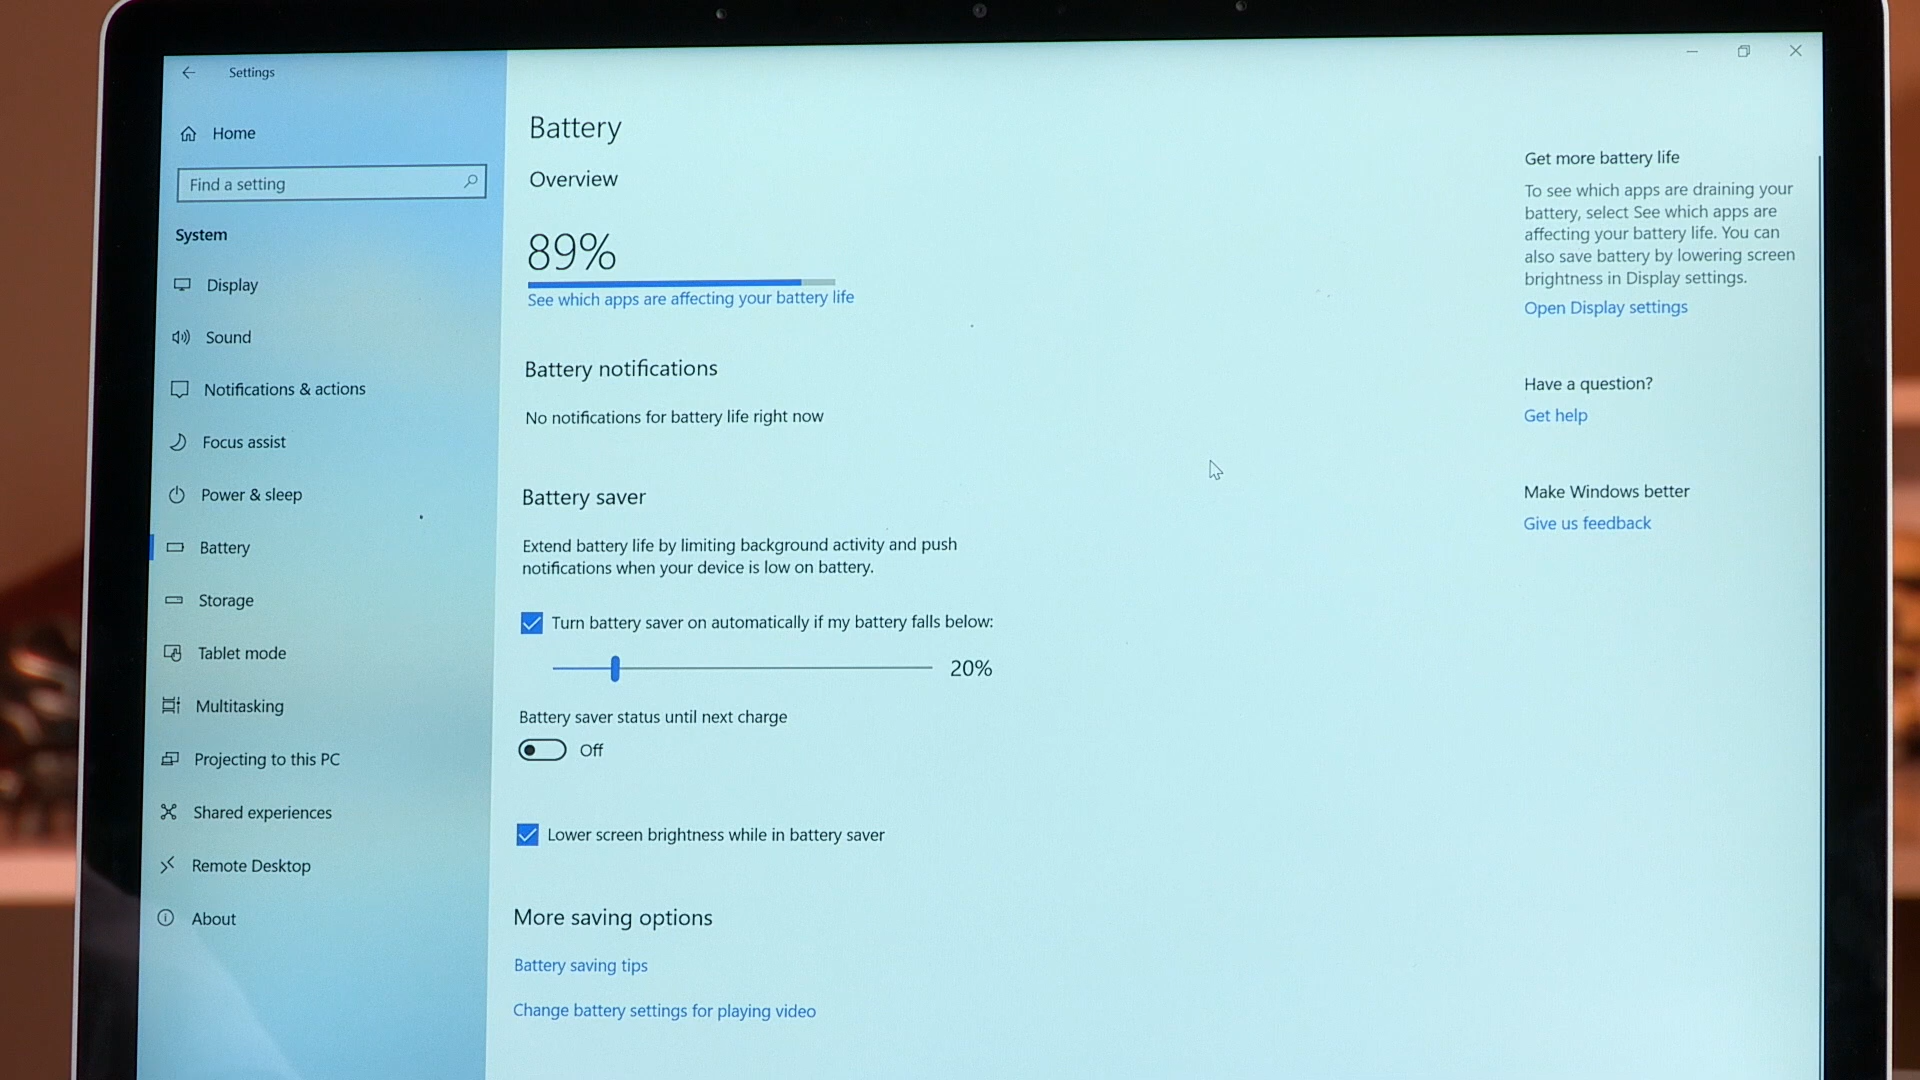 Settings
Home
Find a setting
System
Display
Sound
Notifications & actions
Focus assist
Power & sleep
Battery
Storage
Tablet mode
Multitasking
Projecting to this PC
Shared experiences
Remote Desktop
About
Battery
Overview
89%
See which apps are affecting your battery life
Battery notifications
No notifications for battery life right now
Battery saver
Extend battery life by limiting background activity and push
notifications when your device is low on battery.
Turn battery saver on automatically if my battery falls below:
20%
Battery saver status until next charge
Off
Lower screen brightness while in battery saver
More saving options
Battery saving tips
Change battery settings for playing video
Get more battery life
To see which apps are draining your
battery, select See which apps are
affecting your battery life. You can
also save battery by lowering screen
brightness in Display settings.
Open Display settings
Have a question?
Get help
Make Windows better
Give us feedback